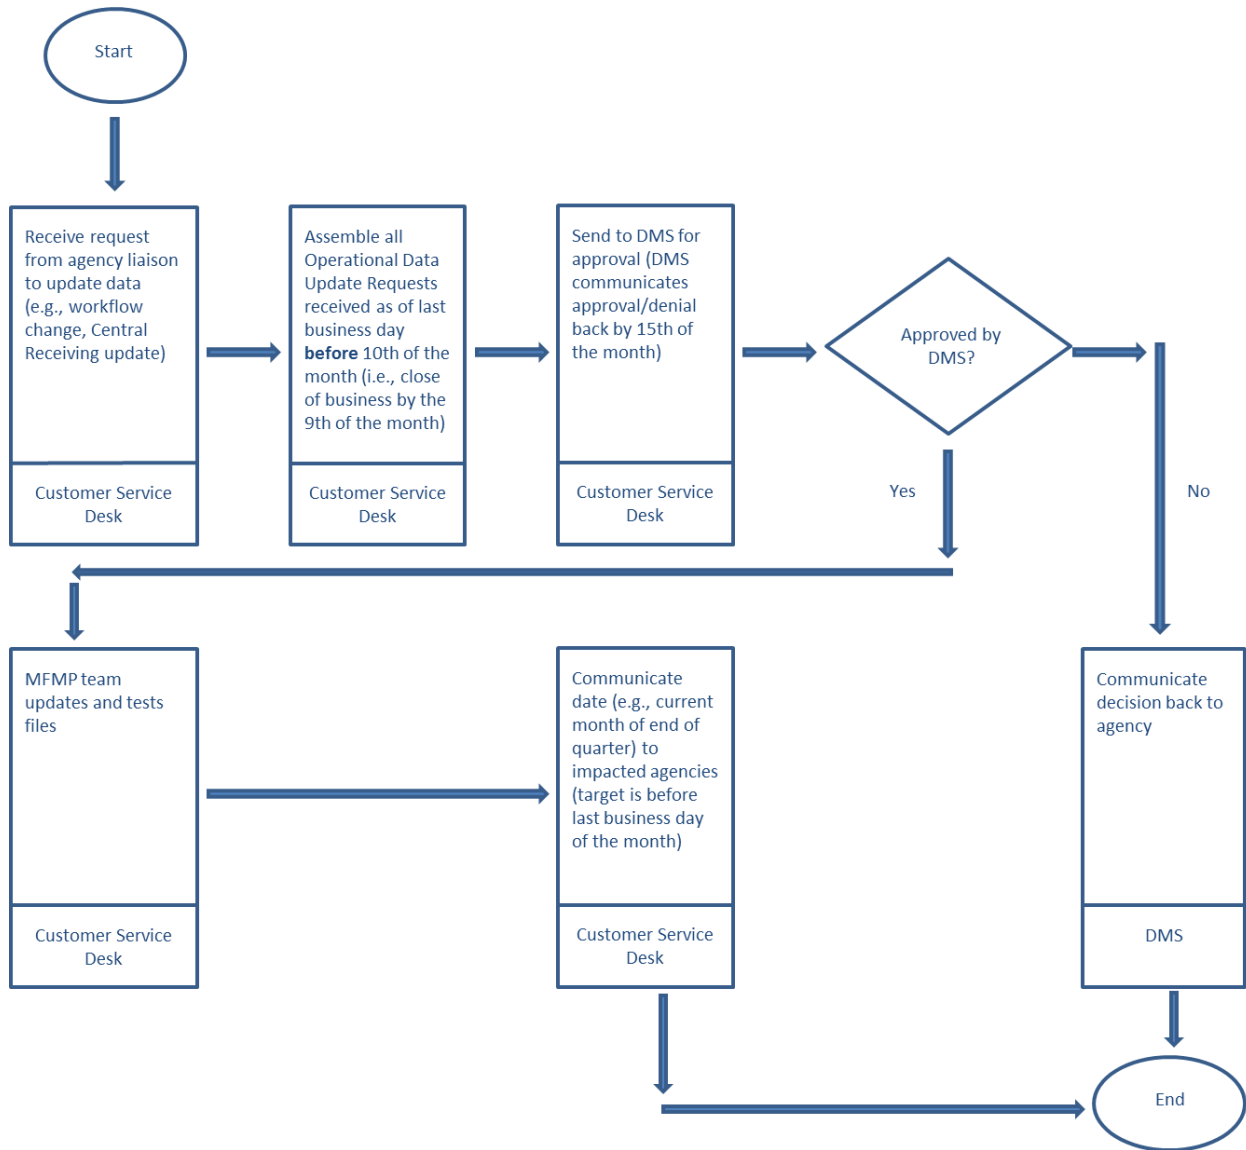 Start
Receive request
from agency liaison
to update data
(e.g., workflow
change, Central
Receiving update)
Customer Service
Desk
Assemble all
Operational Data
Update Requests
received as of last
business day
before 10th of the
month (i.e., close
of business by the
9th of the month)
Customer Service
Desk
Send to DMS for
approval (DMS
communicates
approval/denial
back by 15th of
the month)
Customer Service
Desk
Approved by
DMS?
Yes
No
MFMP team
updates and tests
files
Customer Service
Desk
Communicate
date (e.g., current
month of end of
quarter) to
impacted agencies
(target is before
last business day
of the month)
Customer Service
Desk
Communicate
decision back to
agency
DMS
End